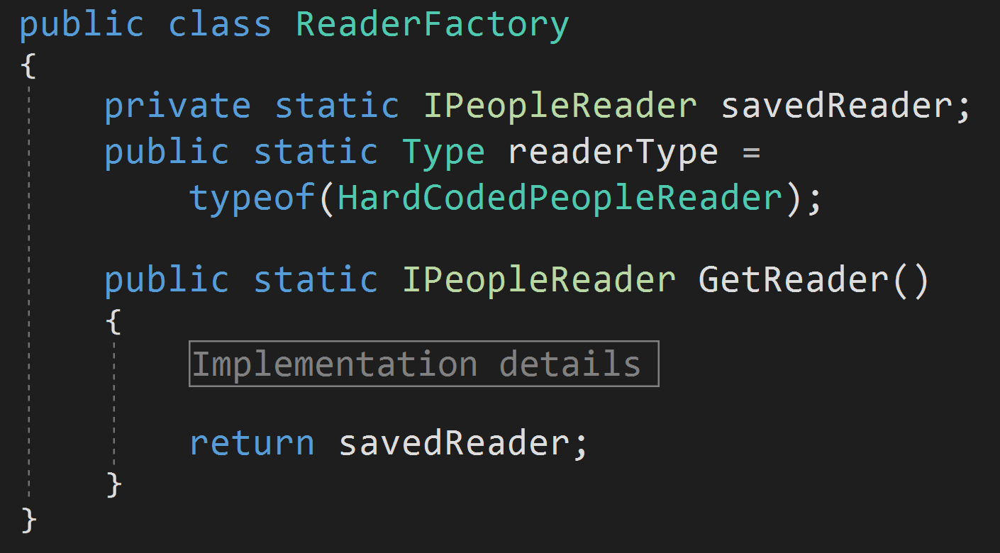 public class ReaderFactory
{
private static IPeopleReader savedReader;
public static Type readerType =
typeof(HardCodedPeopleReader);
public static IPeopleReader GetReader()
{
Implementation details
return savedReader;
}
}